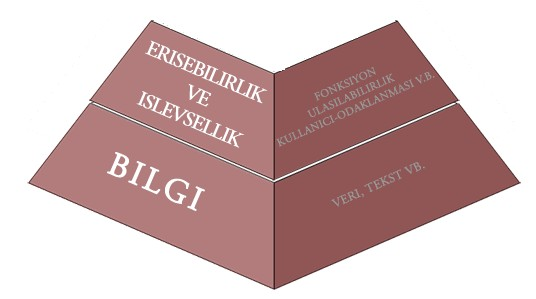 ERISEBILIRLIK
VE
ISLEVSELLIK
FONKSIYON
ULASILABILIRLIK
KULLANICI-ODAKLANMASI V.B.
BILGI
VERI, TEKST VB.